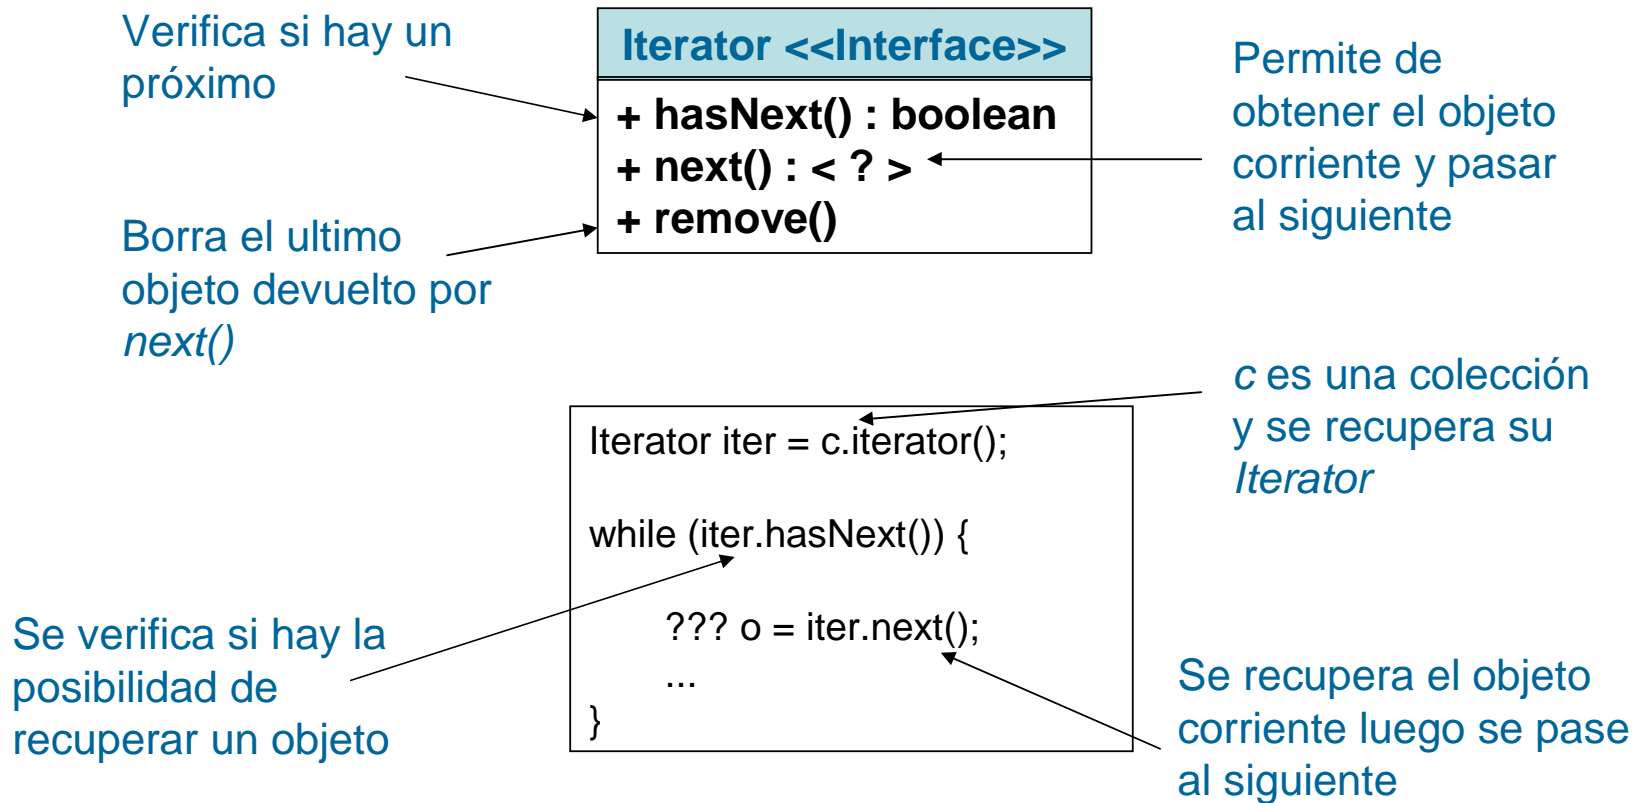 Verifica si hay un
próximo
Iterator <<Interface>>
+ hasNext() : boolean
+ next() : < ? >
+ remove()
Permite de
obtener el objeto
corriente y pasar
al siguiente
Borra el ultimo
objeto devuelto por
next()
c es una colección
y se recupera su
Iterator
Iterator iter = c.iterator();
while (iter.hasNext()) {
??? o = iter.next();
...
}
Se verifica si hay la
posibilidad de
recuperar un objeto
Se recupera el objeto
corriente luego se pase
al siguiente